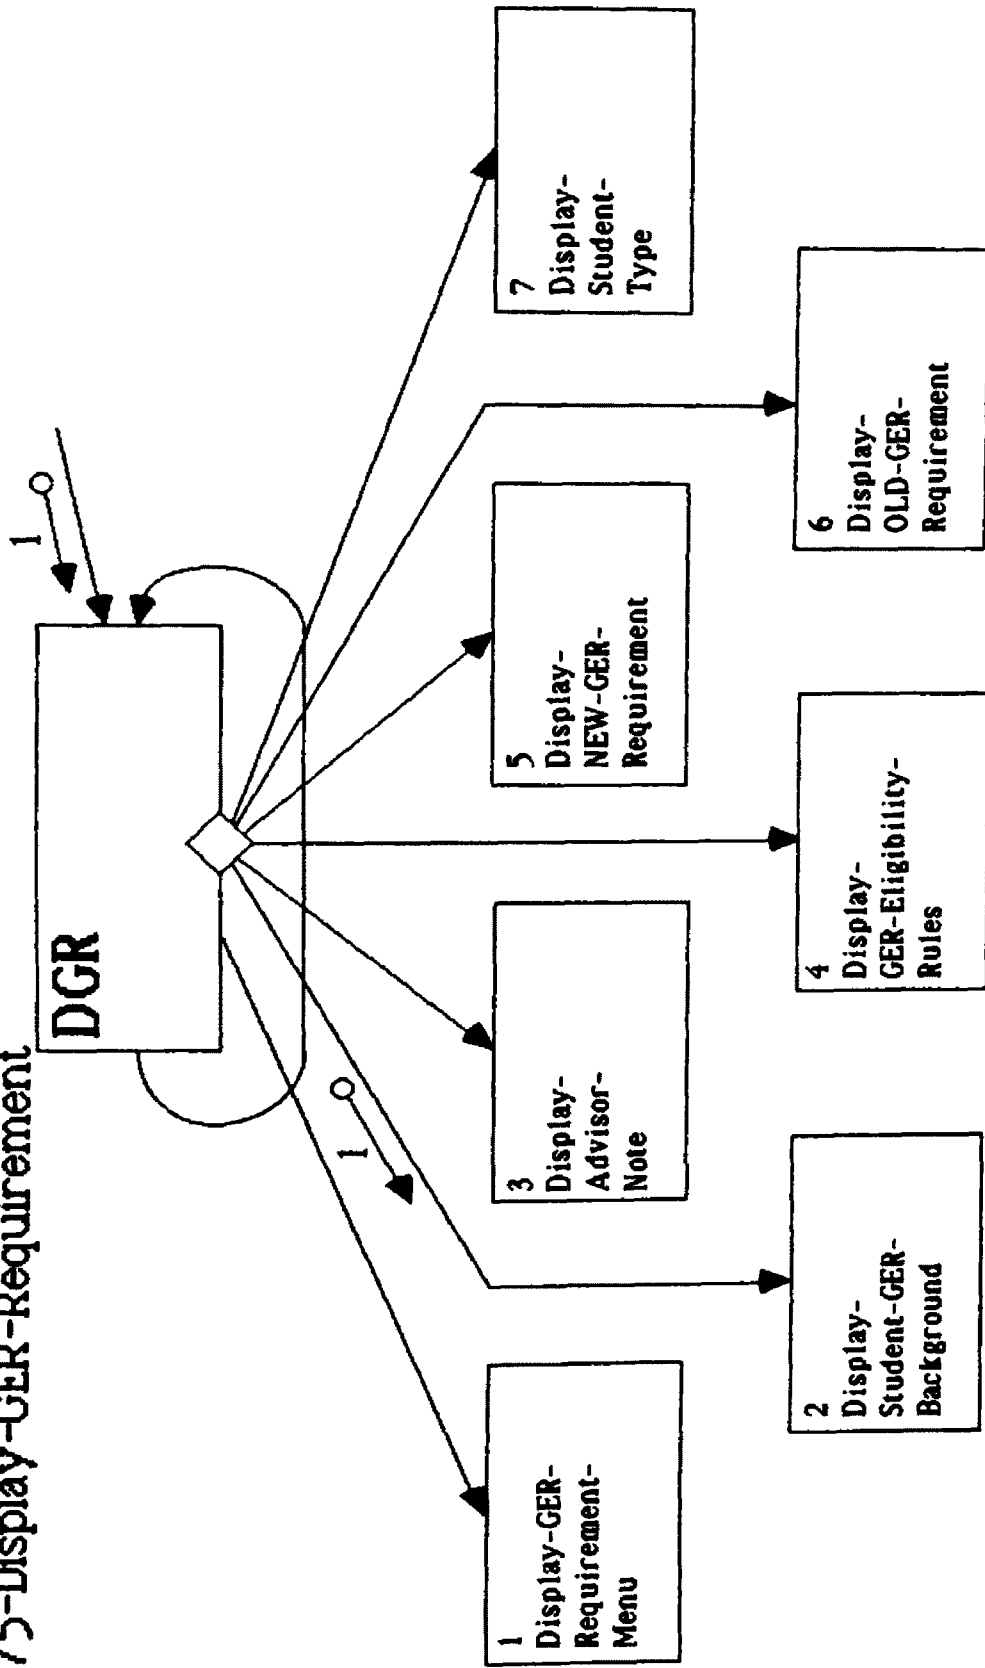 75-Display-GER-Requirement
DGR
1
1
1
Display-GER-
Requirement-
Menu
2
Display-
Student-GER-
Background
3
Display-
Advisor-
Note
4
Display-
GER-Eligibility-
Rules
5
Display-
NEW-GER-
Requirement
6
Display-
OLD-GER-
Requirement
7
Display-
Student-
Type